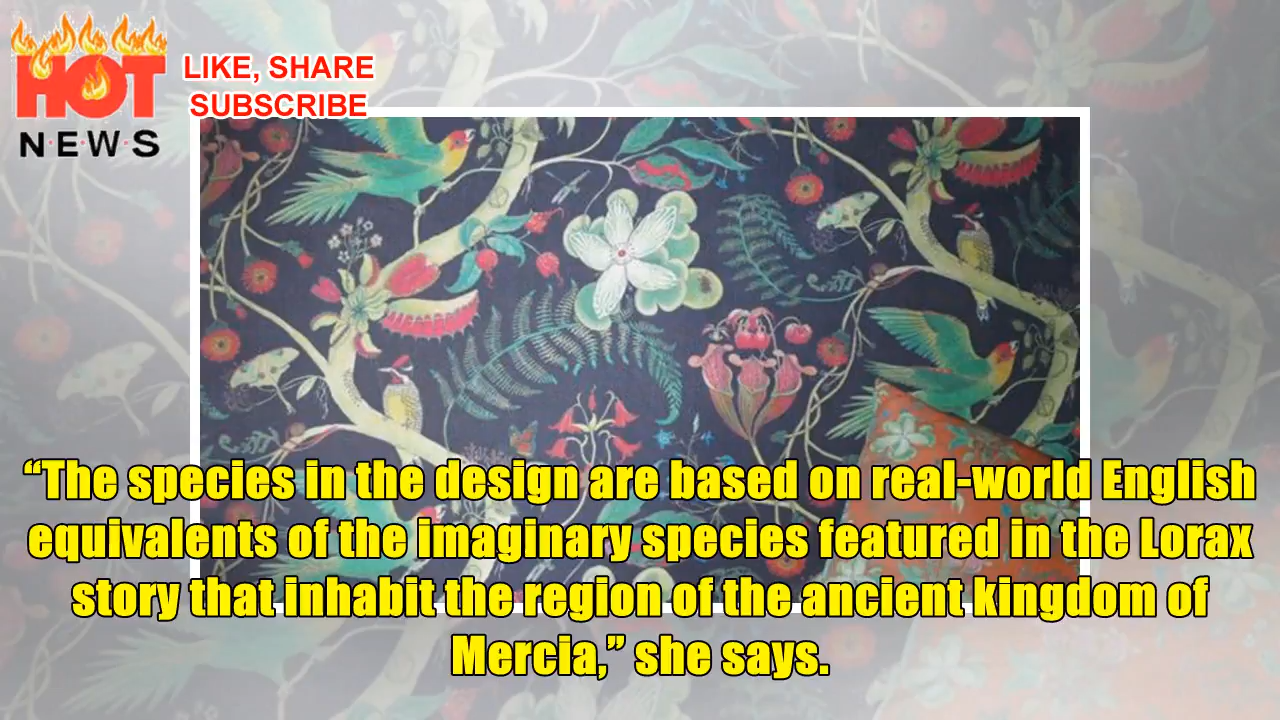 HOT
NEWS
LIKE, SHARE
SUBSCRIBE
“The species in the design are based on real-world English
equivalents of the imaginary species featured in the Lorax
story that inhabit the region of the ancient kingdom of
Mercia,” she says.